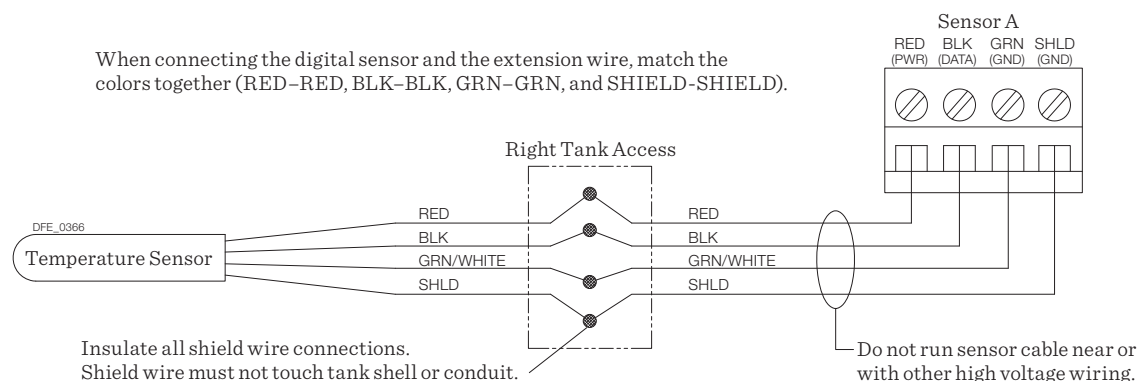 Sensor A
RED BLK GRN SHLD
(PWR) (DATA) (GND) (GND)
When connecting the digital sensor and the extension wire, match the
colors together (RED–RED, BLK–BLK, GRN–GRN, and SHIELD-SHIELD).
Right Tank Access
DFE_0366
Temperature Sensor
RED RED
BLK BLK
GRN/WHITE GRN/WHITE
SHLD SHLD
Insulate all shield wire connections.
Shield wire must not touch tank shell or conduit.
Do not run sensor cable near or
with other high voltage wiring.